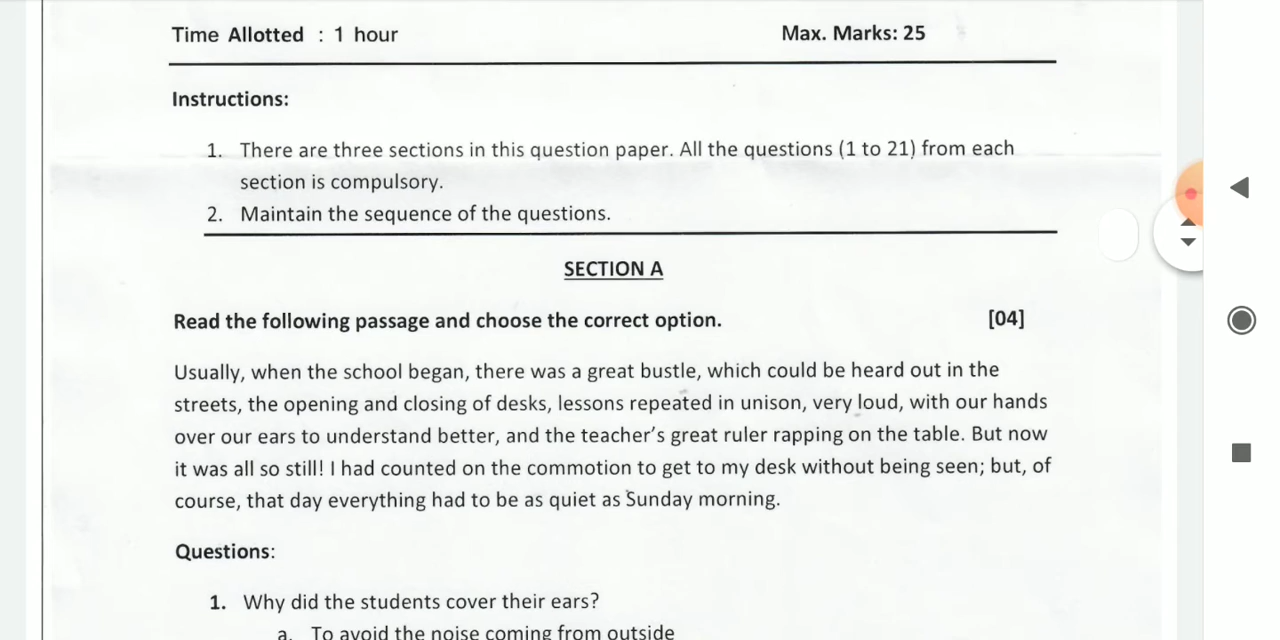 Time Allotted : 1 hour
Max. Marks: 25
Instructions:
1. There are three sections in this question paper. All the questions (1 to 21) from each
section is compulsory.
2. Maintain the sequence of the questions.
SECTION A
Read the following passage and choose the correct option. [04]
Usually, when the school began, there was a great bustle, which could be heard out in the
streets, the opening and closing of desks, lessons repeated in unison, very loud, with our hands
over our ears to understand better, and the teacher's great ruler rapping on the table. But now
it was all so still! I had counted on the commotion to get to my desk without being seen; but, of
course, that day everything had to be as quiet as Sunday morning.
Questions:
1. Why did the students cover their ears?
a. To avoid the noise coming from outside